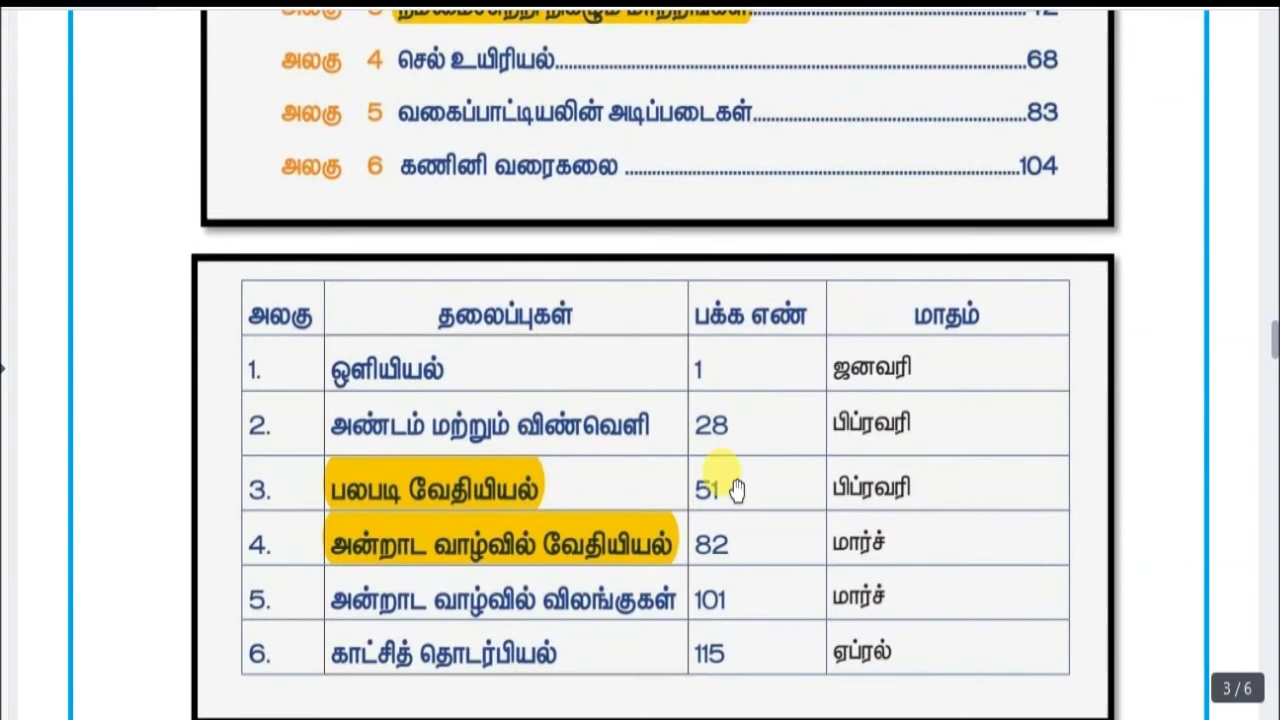 அலகு 4 செல் உயிரியல்..........68
அலகு 5 வகைப்பாட்டியலின் அடிப்படைகள்..........83
அலகு 6 கணினி வரைகலை ..........104
அலகு தலைப்புகள் பக்க எண் மாதம்
1. ஒளியியல் 1 ஜனவரி
2. அண்டம் மற்றும் விண்வெளி 28 பிப்ரவரி
3. பலபடி வேதியியல் 51 பிப்ரவரி
4. அன்றாட வாழ்வில் வேதியியல் 82 மார்ச்
5. அன்றாட வாழ்வில் விலங்குகள் 101 மார்ச்
6. காட்சித் தொடர்பியல் 115 ஏப்ரல்
3 / 6